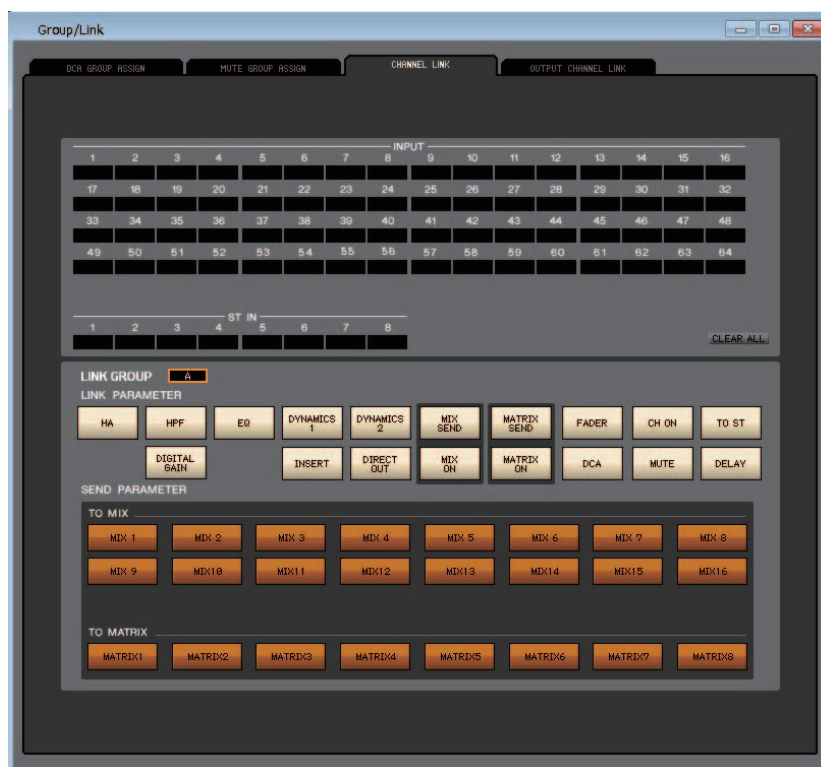 Group/Link
DCA GROUP ASSIGN MUTE GROUP ASSIGN CHANNEL LINK OUTPUT CHANNEL LINK
INPUT
1 2 3 4 5 6 7 8 9 10 11 12 13 14 15 16
17 18 19 20 21 22 23 24 25 26 27 28 29 30 31 32
33 34 35 36 37 38 39 40 41 42 43 44 45 46 47 48
49 50 51 52 53 54 55 56 57 58 59 60 61 62 63 64
ST IN
1 2 3 4 5 6 7 8
CLEAR ALL
LINK GROUP A
LINK PARAMETER
HA HPF EQ DYNAMICS 1 DYNAMICS 2 MIX SEND MATRIX SEND FADER CH ON TO ST
DIGITAL GAIN INSERT DIRECT OUT MIX ON MATRIX ON DCA MUTE DELAY
SEND PARAMETER
TO MIX
MIX 1 MIX 2 MIX 3 MIX 4 MIX 5 MIX 6 MIX 7 MIX 8
MIX 9 MIX10 MIX11 MIX12 MIX13 MIX14 MIX15 MIX16
TO MATRIX
MATRIX1 MATRIX2 MATRIX3 MATRIX4 MATRIX5 MATRIX6 MATRIX7 MATRIX8